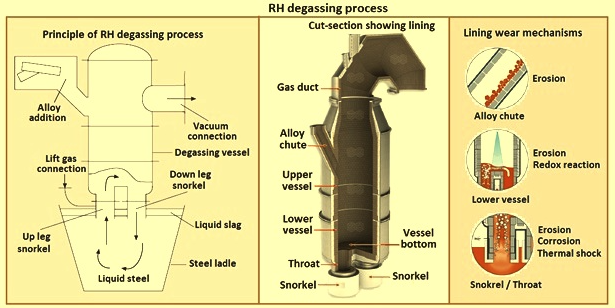 RH degassing process
Principle of RH degassing process
Alloy
addition
Vacuum
connection
Degassing vessel
Lift gas
connection
Down leg
snorkel
Liquid slag
Up leg
snorkel
Steel ladle
Liquid steel
Cut-section showing lining
Gas duct
Alloy
chute
Upper
vessel
Lower
vessel
Vessel
bottom
Throat
Snorkel
Snorkel
Lining wear mechanisms
Erosion
Alloy chute
Erosion
Redox reaction
Lower vessel
Erosion
Corrosion
Thermal shock
Snokrel / Throat